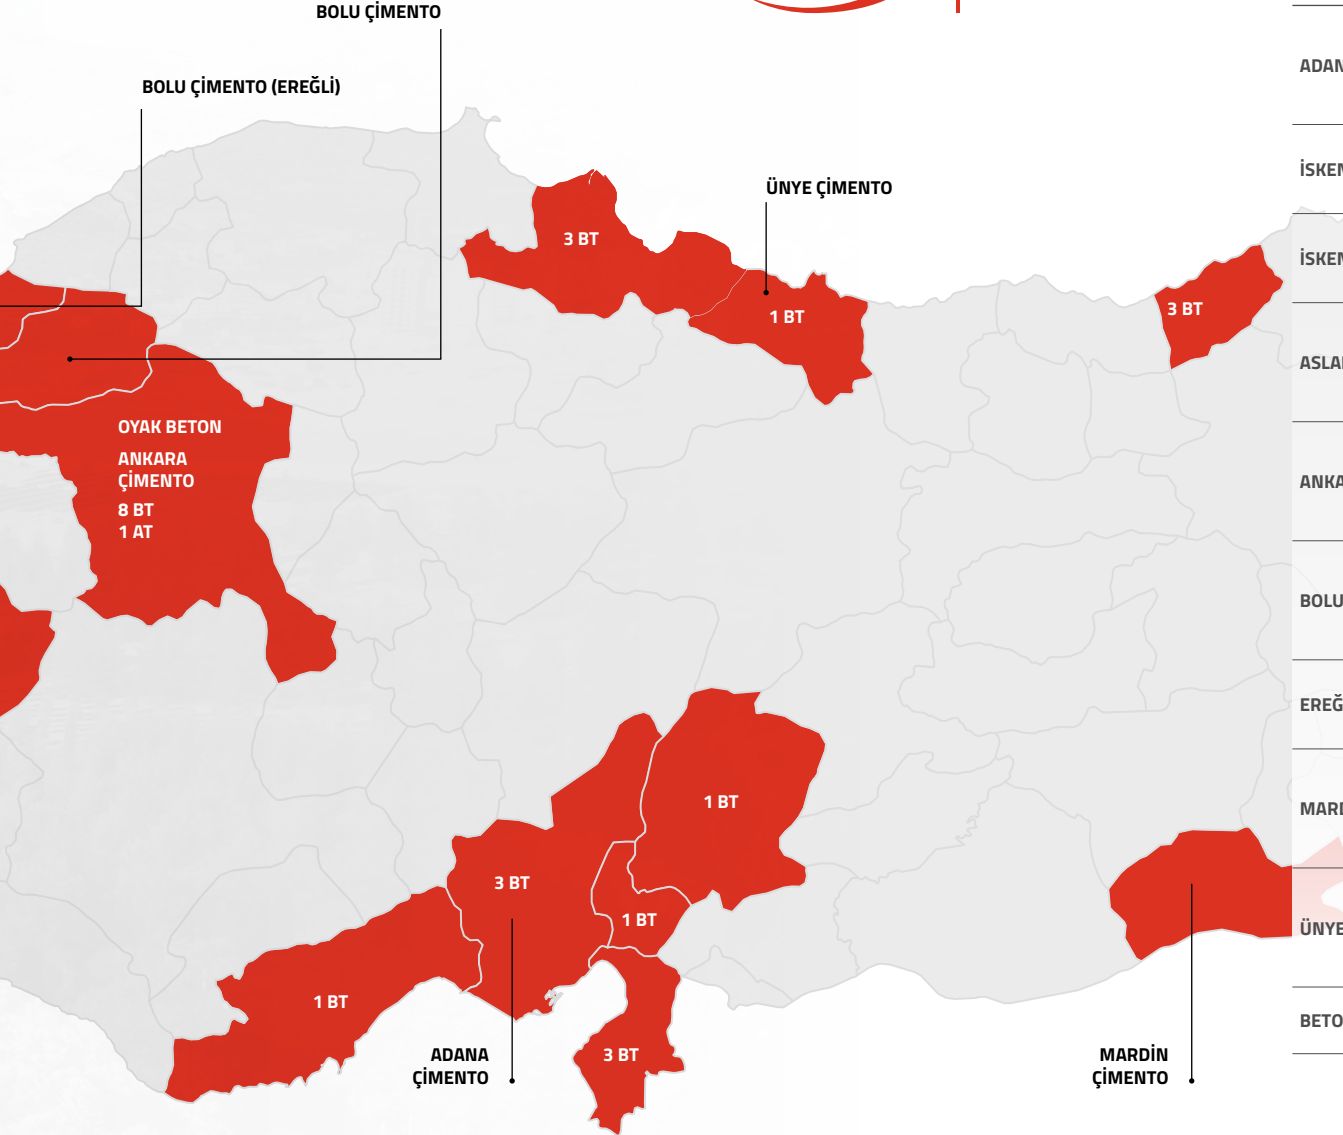 BOLU ÇİMENTO
BOLU ÇİMENTO (EREĞLİ)
ÜNYE ÇİMENTO
3 BT
1 BT
3 BT
OYAK BETON
ANKARA
ÇİMENTO
8 BT
1 AT
1 BT
3 BT
1 BT
1 BT
3 BT
ADANA
ÇİMENTO
MARDİN
ÇİMENTO
ADAN
İSKEN
İSKEN
ASLA
ANKA
BOLU
EREĞ
MARD
ÜNYE
BETO